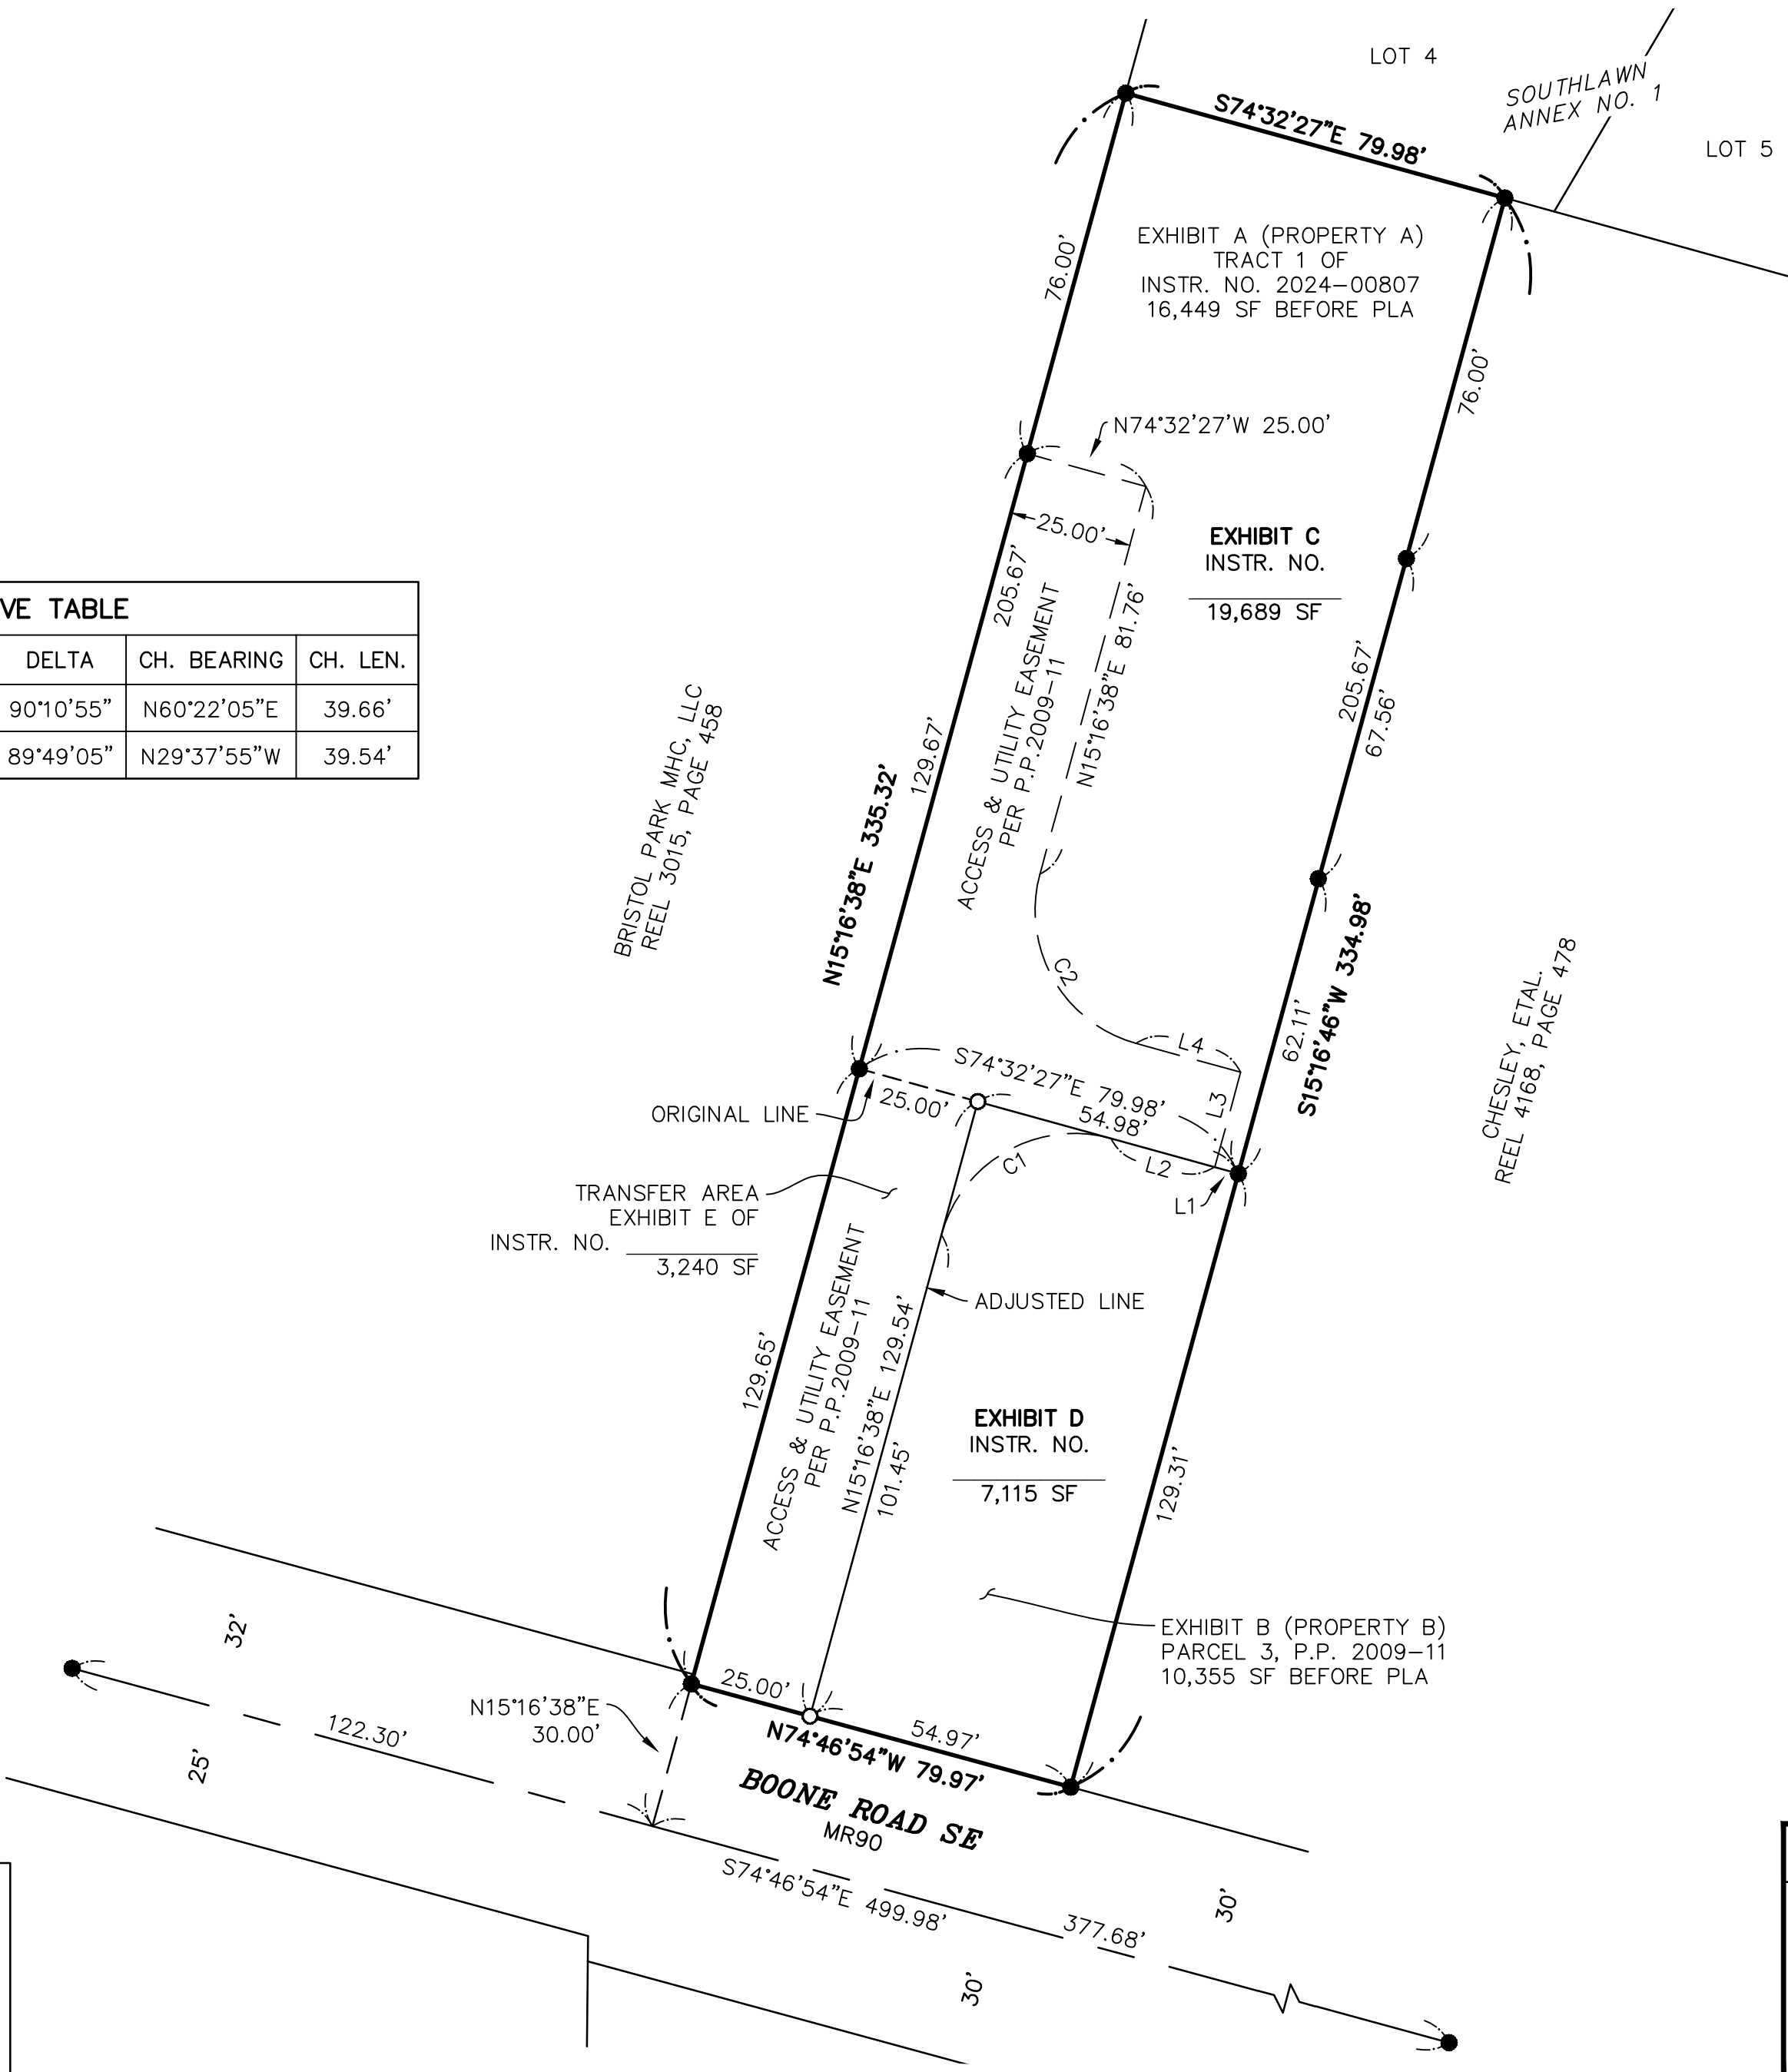 LOT 4
SOUTHLAWN
ANNEX NO. 1
LOT 5
S74°32'27"E 79.98'
EXHIBIT A (PROPERTY A)
TRACT 1 OF
INSTR. NO. 2024-00807
16,449 SF BEFORE PLA
76.00'
76.00'
N74°32'27'W 25.00'
25.00'
EXHIBIT C
INSTR. NO.
19,689 SF
205.67'
ACCESS & UTILITY EASEMENT
PER P.P.2009-11
N15°16'38"E 81.76'
VE TABLE
DELTA CH. BEARING CH. LEN.
90°10'55" N60°22'05"E 39.66'
89°49'05" N29°37'55"W 39.54'
BRISTOL PARK MHC, LLC
REEL 3015, PAGE 458
129.67'
N15°16'38"E 335.32'
205.67'
67.56'
C2
L4
62.11'
S15°16'46"W 334.98'
CHESLEY, ETAL.
REEL 4168, PAGE 478
S74°32'27"E 79.98'
25.00'
54.98'
L3
ORIGINAL LINE
C1
L2
L1
TRANSFER AREA
EXHIBIT E OF
INSTR. NO.
3,240 SF
ADJUSTED LINE
129.65'
ACCESS & UTILITY EASEMENT
PER P.P.2009-11
N15°16'38"E 129.54'
101.45'
EXHIBIT D
INSTR. NO.
7,115 SF
129.31'
EXHIBIT B (PROPERTY B)
PARCEL 3, P.P. 2009-11
10,355 SF BEFORE PLA
32'
25'
122.30'
N15°16'38"E
30.00'
25.00'
54.97'
N74°46'54"W 79.97'
BOONE ROAD SE
MR90
S74°46'54"E 499.98'
377.68'
30'
30'